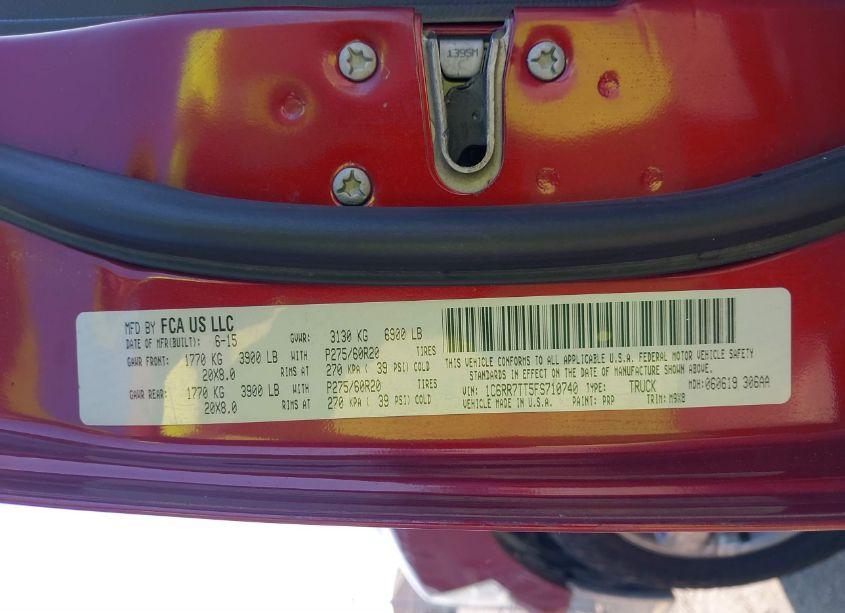 1395M
MFD BY FCA US LLC
DATE OF MFR(BUILT): 6-15 GVWR: 3130 KG 6900 LB
GAWR FRONT: 1770 KG 3900 LB WITH P275/60R20 TIRES
20X8.0 RIMS AT 270 KPA ( 39 PSI) COLD
GAWR REAR: 1770 KG 3900 LB WITH P275/60R20 TIRES
20X8.0 RIMS AT 270 KPA ( 39 PSI) COLD
THIS VEHICLE CONFORMS TO ALL APPLICABLE U.S.A. FEDERAL MOTOR VEHICLE SAFETY
STANDARDS IN EFFECT ON THE DATE OF MANUFACTURE SHOWN ABOVE.
VIN: 1C6RR7TT5FS710740 TYPE: TRUCK MDH:060619 306AA
VEHICLE MADE IN U.S.A. PAINT: PRP TRIM: M9X8